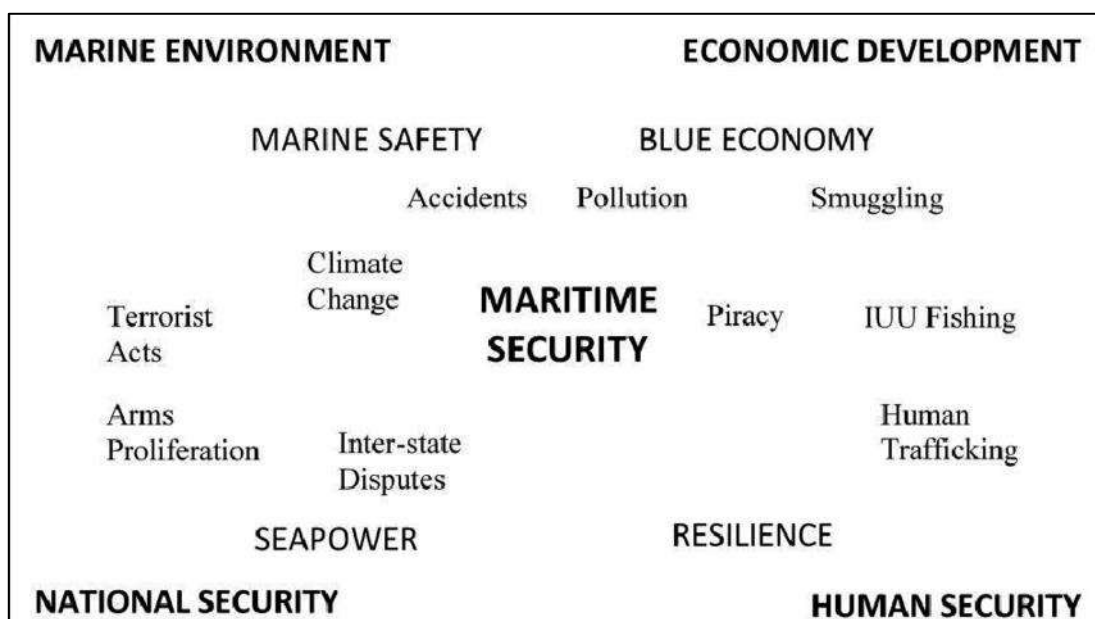 MARINE ENVIRONMENT
ECONOMIC DEVELOPMENT
MARINE SAFETY
BLUE ECONOMY
Accidents
Pollution
Smuggling
Climate
Change
MARITIME
SECURITY
Piracy
IUU Fishing
Terrorist
Acts
Arms
Proliferation
Inter-state
Disputes
Human
Trafficking
SEAPOWER
RESILIENCE
NATIONAL SECURITY
HUMAN SECURITY